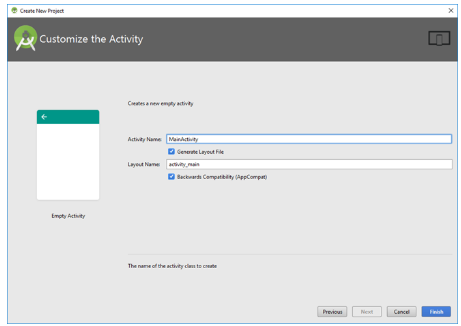 Create New Project
Customize the Activity
Creates a new empty activity
Activity Name: MainActivity
Generate Layout File
Layout Name: activity_main
Backwards Compatibility (AppCompat)
Empty Activity
The name of the activity class to create
Previous Next Cancel Finish